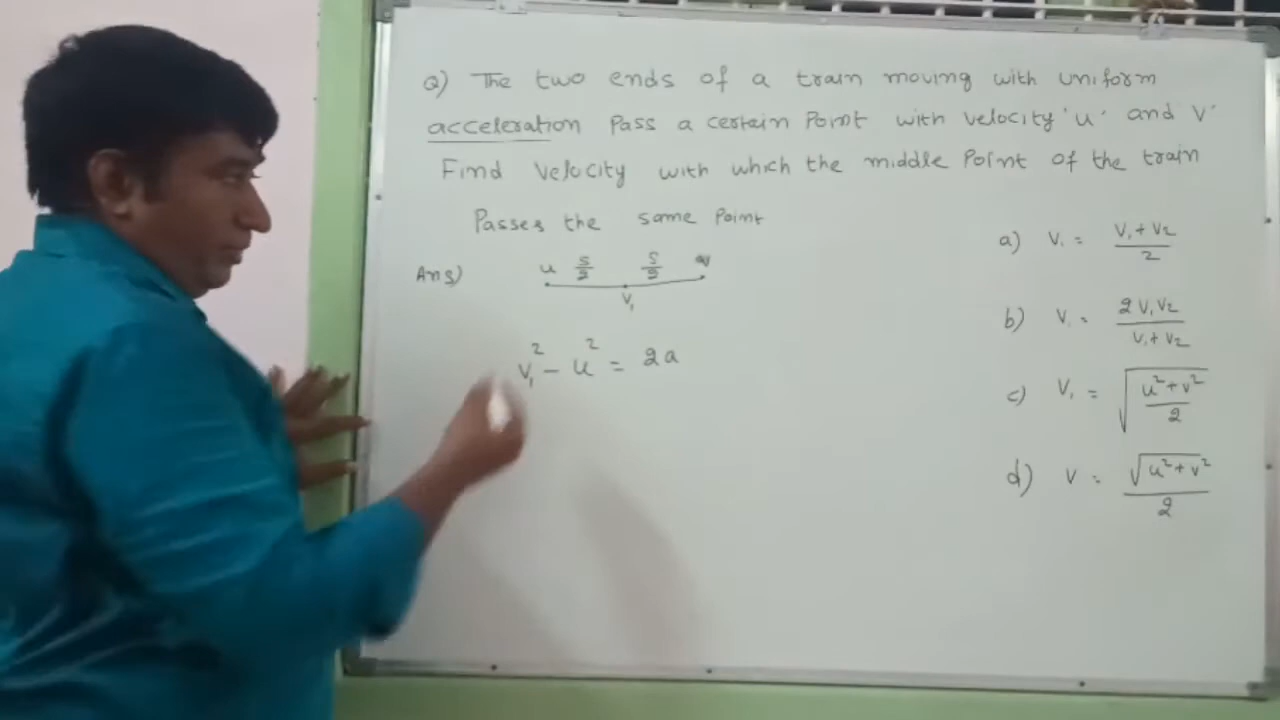 Q) The two ends of a train moving with uniform
acceleration Pass a certain Point with velocity 'u' and v'
Find Velocity with which the middle Point of the train
Passes the same Point
Ans) u S/2 S/2 v
V₁
V₁² - u² = 2a
a) V₁ = (V₁ + V₂)/2
b) V₁ = 2V₁V₂/(V₁ + V₂)
c) V₁ = √((u² + v²)/2)
d) V = √(u² + v²)/2